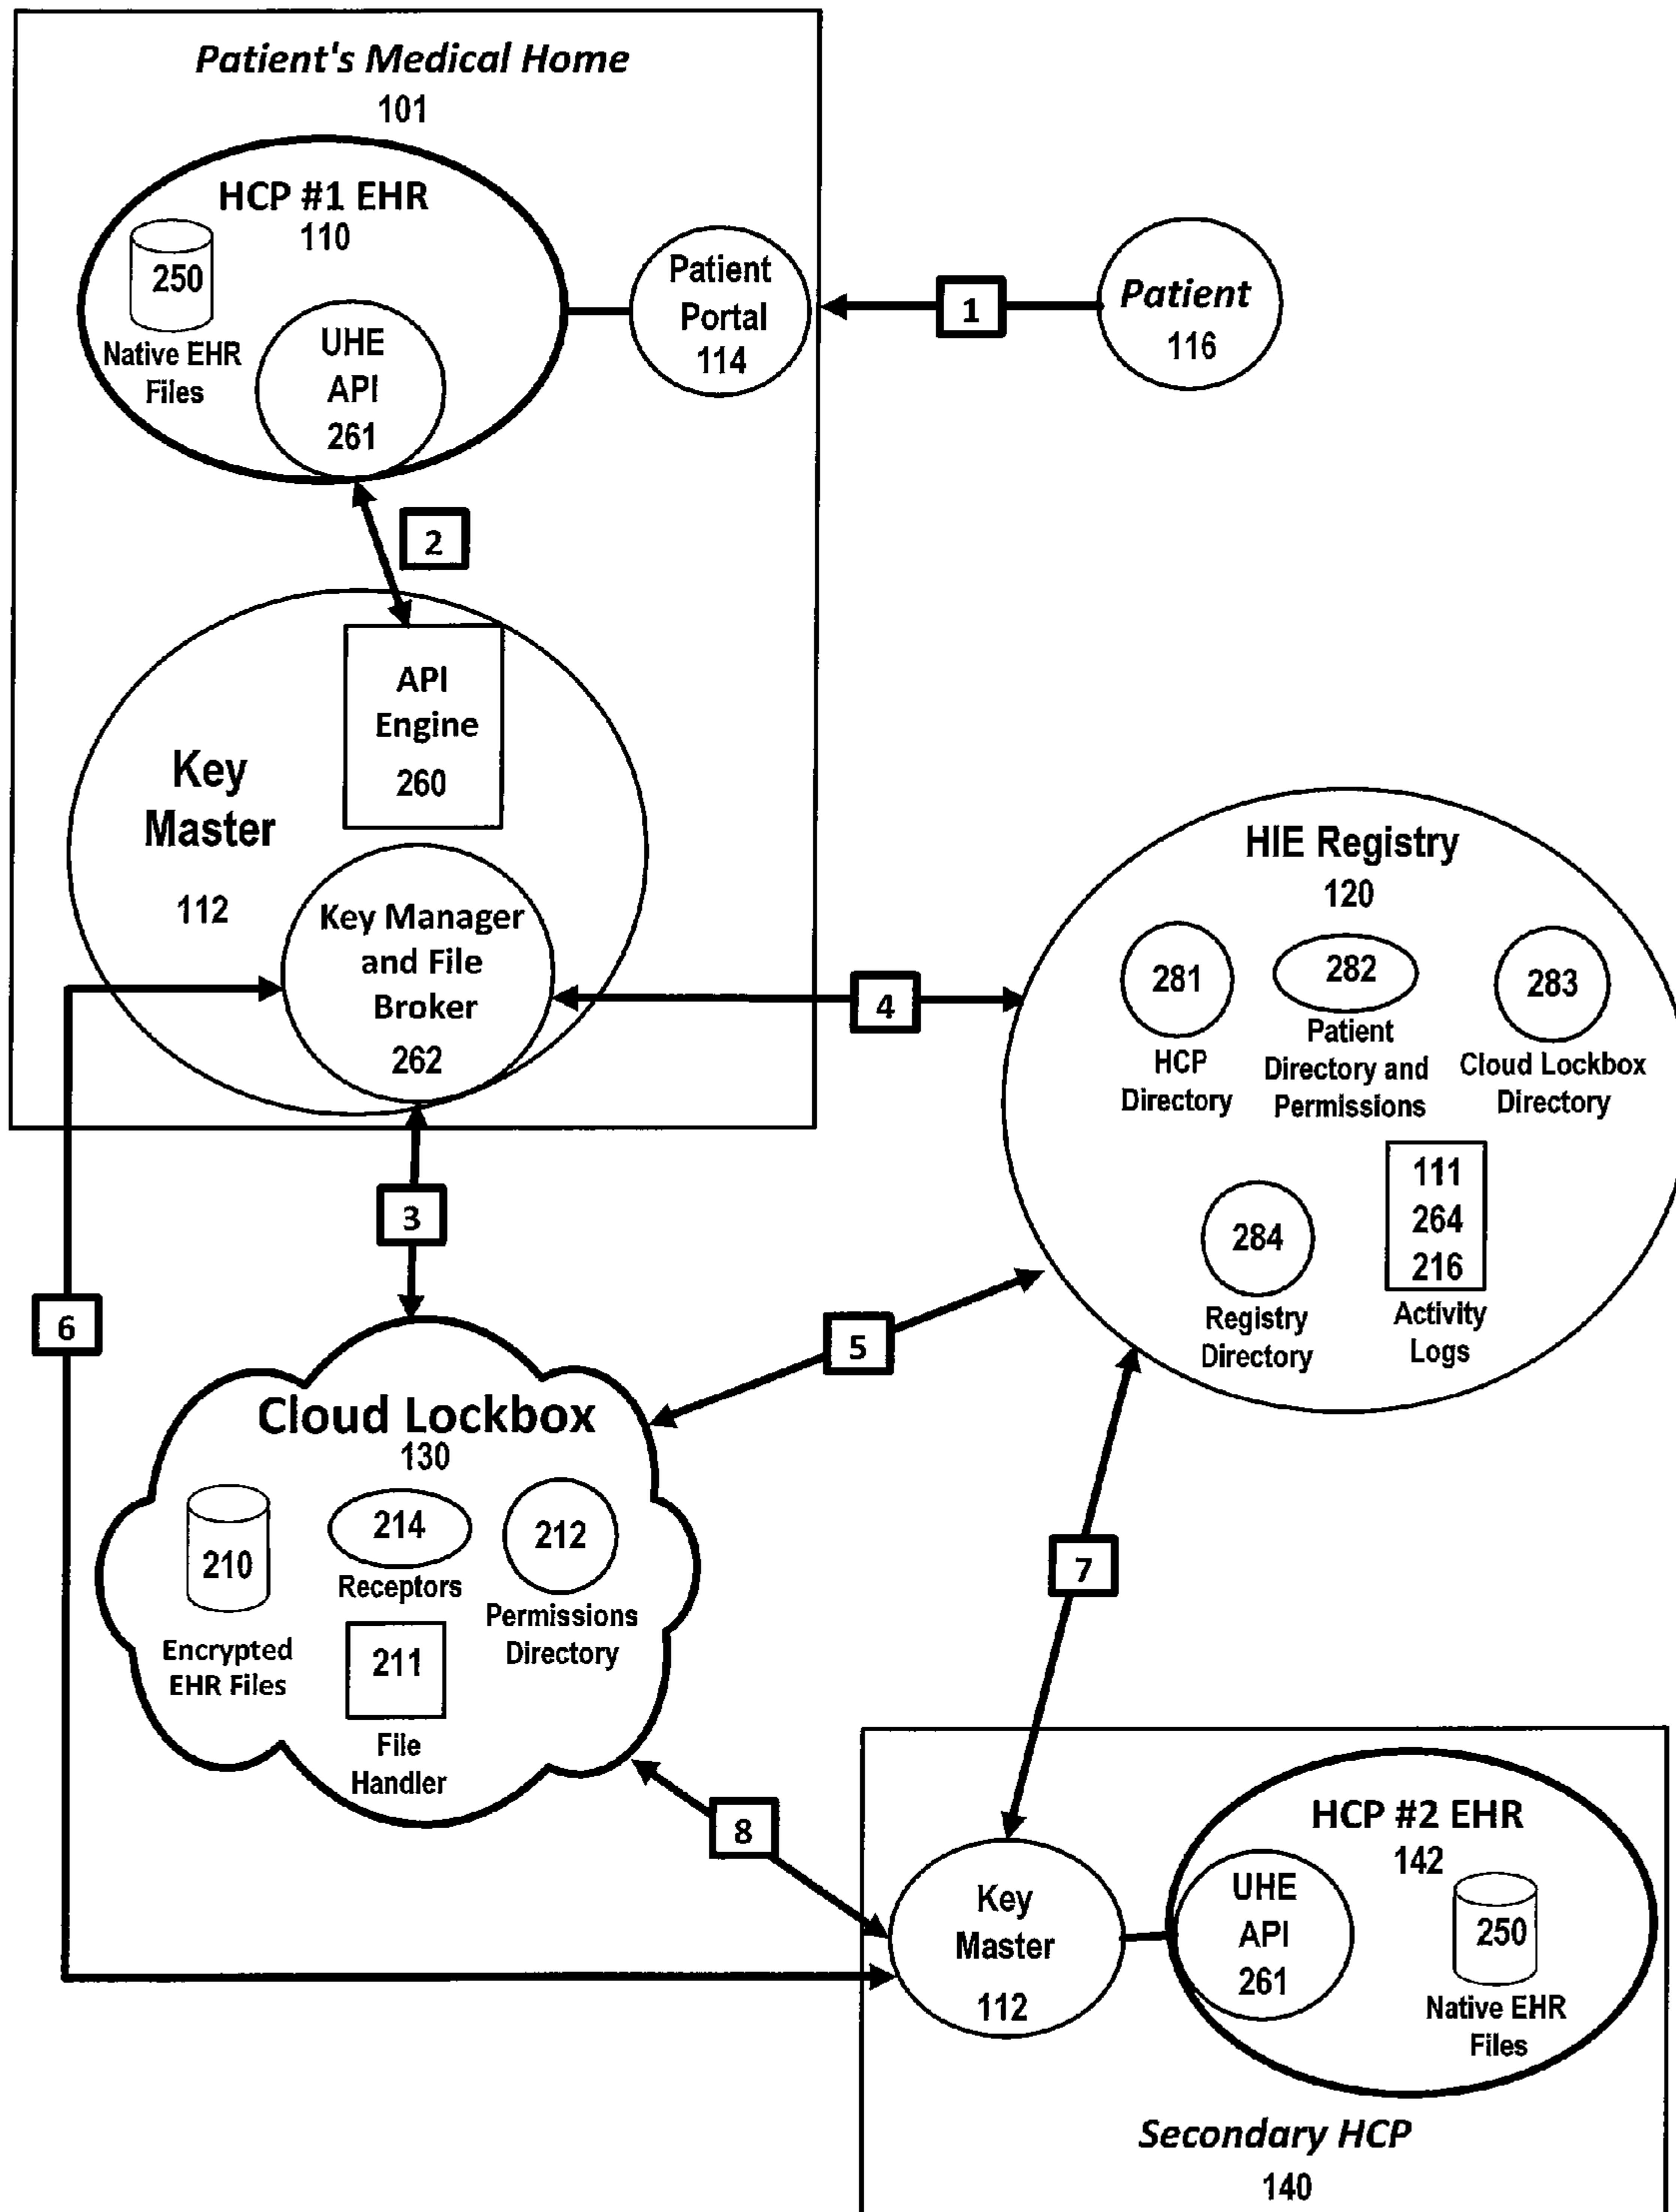 Patient's Medical Home
101
HCP #1 EHR
110
250
Native EHR
Files
UHE
API
261
Patient
Portal
114
1
Patient
116
2
API
Engine
260
Key
Master
112
Key Manager
and File
Broker
262
4
HIE Registry
120
281
HCP
Directory
282
Patient
Directory and
Permissions
283
Cloud Lockbox
Directory
284
Registry
Directory
111
264
216
Activity
Logs
3
6
5
Cloud Lockbox
130
210
Encrypted
EHR Files
214
Receptors
212
Permissions
Directory
211
File
Handler
7
8
Key
Master
112
HCP #2 EHR
142
UHE
API
261
250
Native EHR
Files
Secondary HCP
140